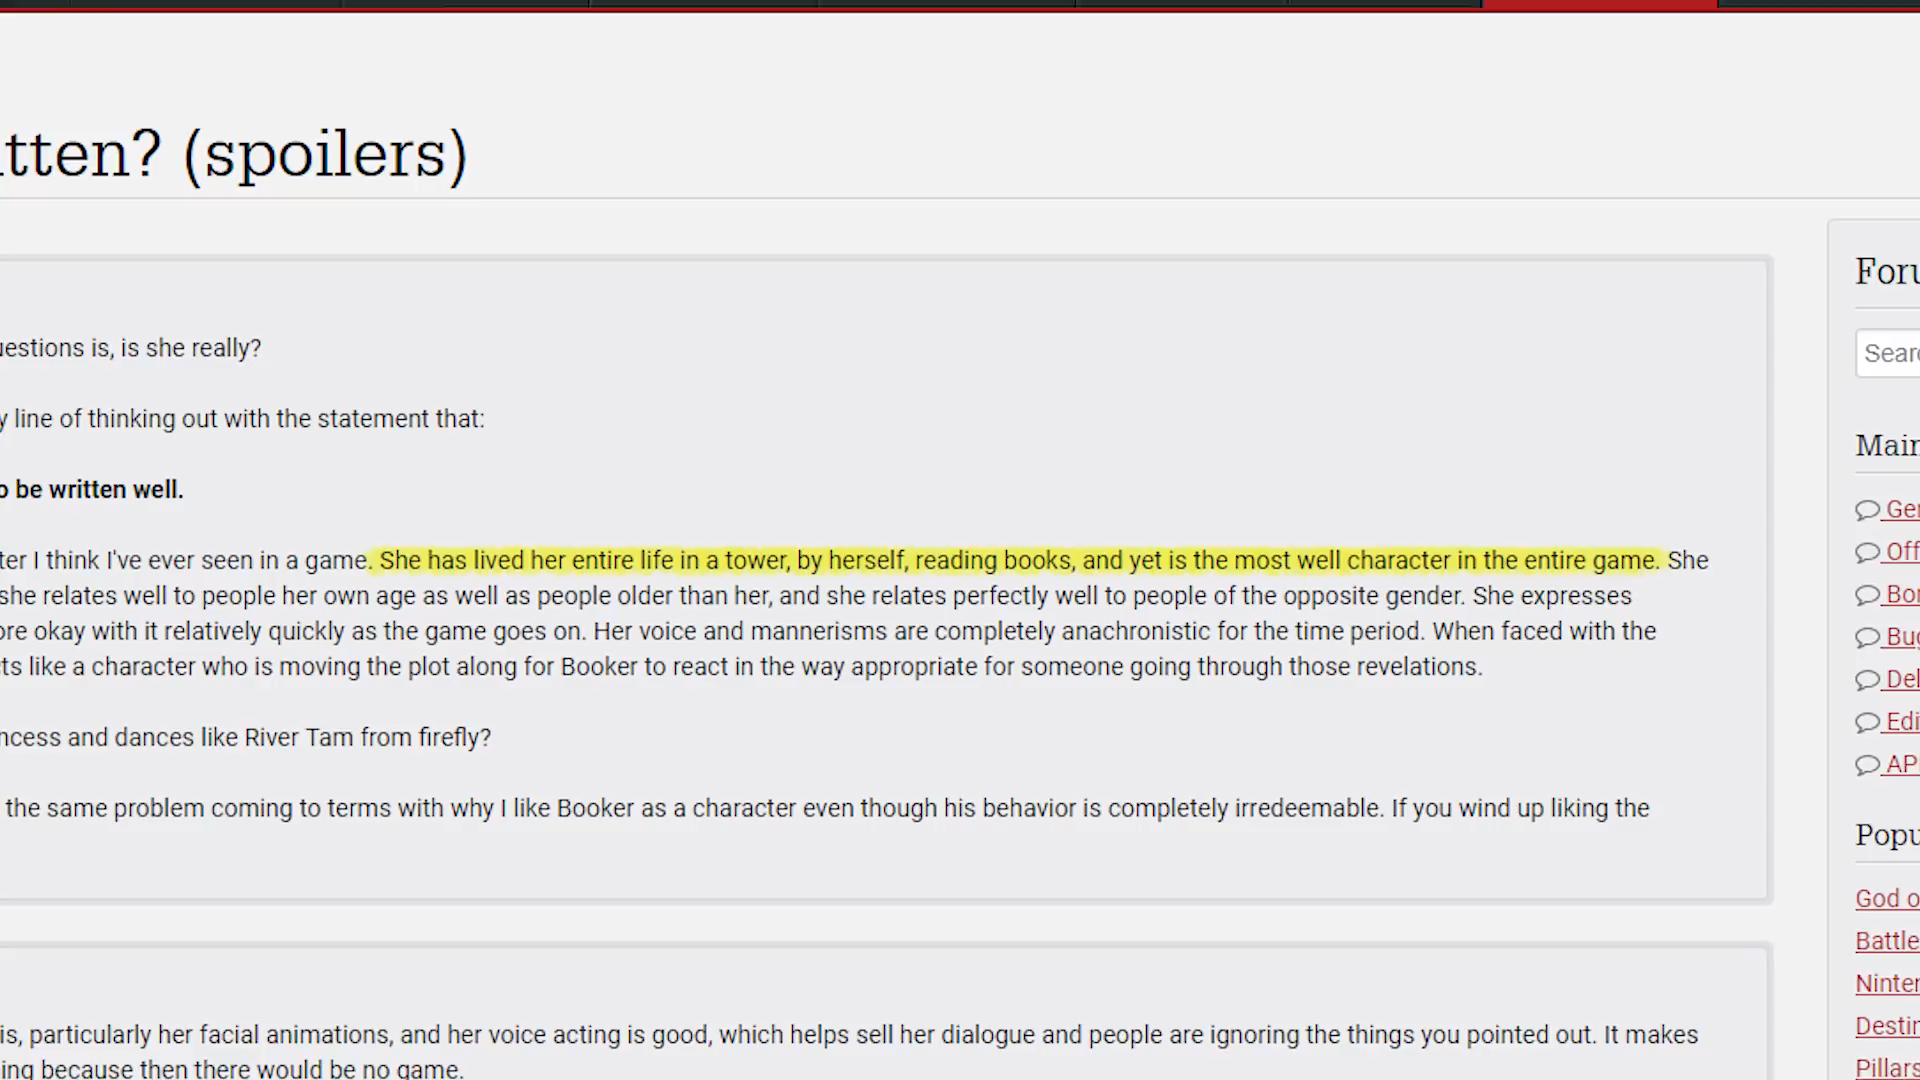 itten? (spoilers)
uestions is, is she really?
y line of thinking out with the statement that:
o be written well.
ter I think I've ever seen in a game. She has lived her entire life in a tower, by herself, reading books, and yet is the most well character in the entire game. She
she relates well to people her own age as well as people older than her, and she relates perfectly well to people of the opposite gender. She expresses
ore okay with it relatively quickly as the game goes on. Her voice and mannerisms are completely anachronistic for the time period. When faced with the
cts like a character who is moving the plot along for Booker to react in the way appropriate for someone going through those revelations.
ncess and dances like River Tam from firefly?
the same problem coming to terms with why I like Booker as a character even though his behavior is completely irredeemable. If you wind up liking the
is, particularly her facial animations, and her voice acting is good, which helps sell her dialogue and people are ignoring the things you pointed out. It makes
ing because then there would be no game.
Foru
Searc
Main
Gen
Off
Bor
Bug
Del
Edi
AP
Popu
God o
Battle
Ninten
Destin
Pillars